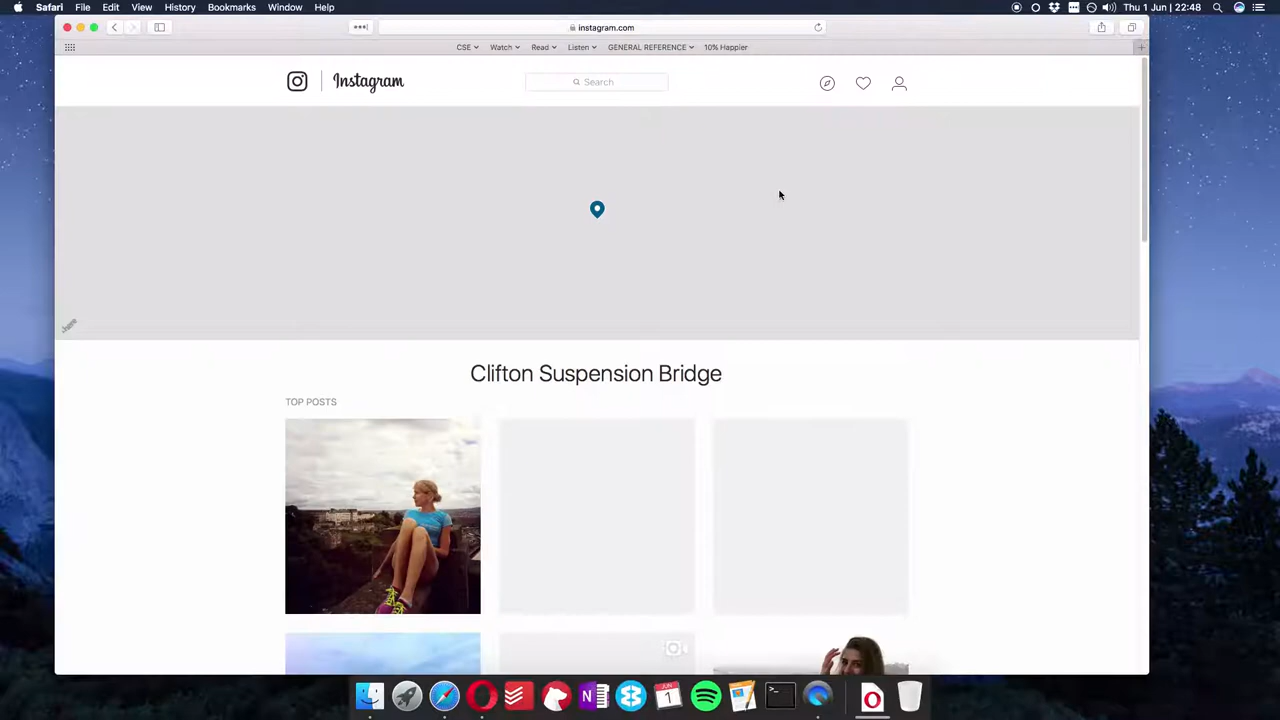 Safari File Edit View History Bookmarks Window Help Thu 1 Jun 22:48
instagram.com
CSE Watch Read Listen GENERAL REFERENCE 10% Happier
Instagram Search
Clifton Suspension Bridge
TOP POSTS